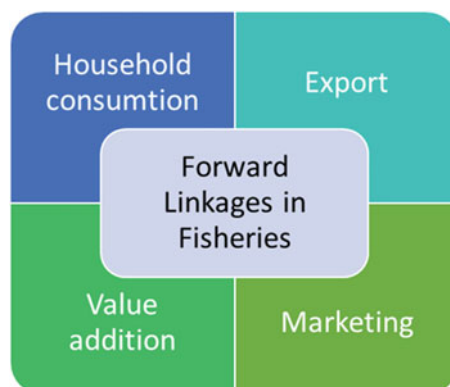 Household
consumtion
Export
Forward
Linkages in
Fisheries
Value
addition
Marketing